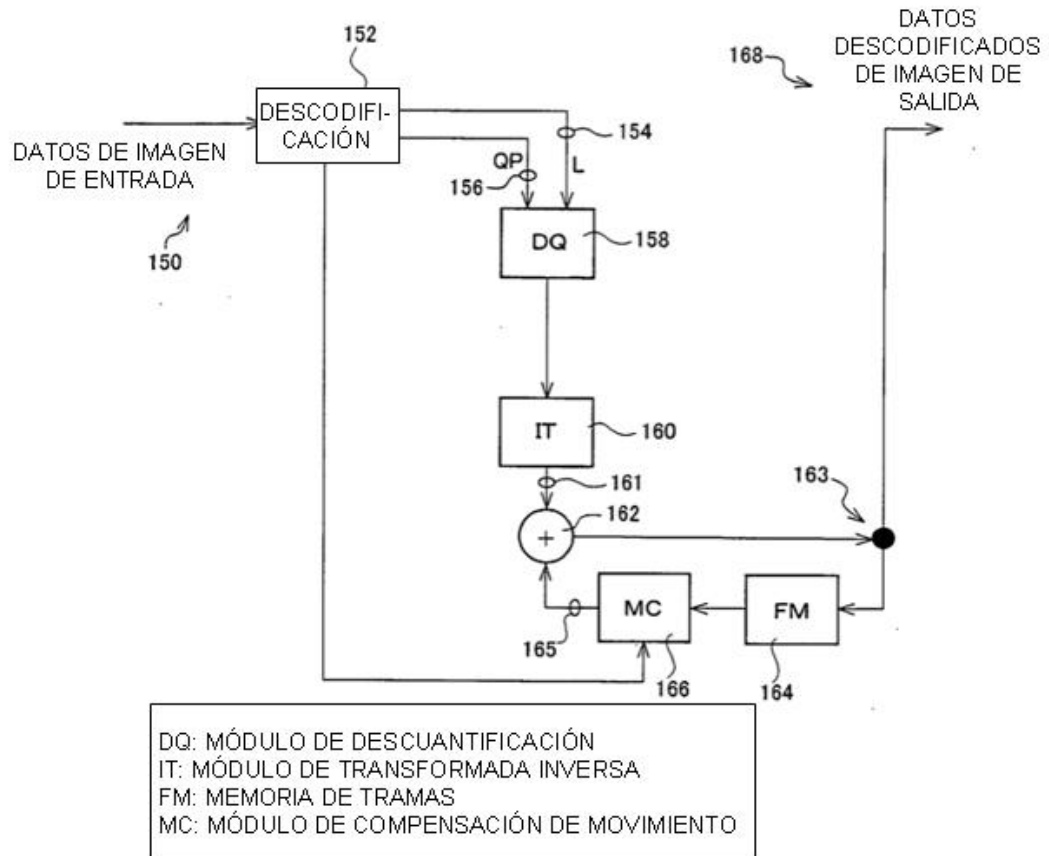 DATOS
DESCODIFICADOS
DE IMAGEN DE
SALIDA
168
152
DESCODIFI-
CACIÓN
DATOS DE IMAGEN
DE ENTRADA
150
154
QP
156
L
DQ
158
IT
160
161
162
+
163
MC
FM
165
166
164
DQ: MÓDULO DE DESCUANTIFICACIÓN
IT: MÓDULO DE TRANSFORMADA INVERSA
FM: MEMORIA DE TRAMAS
MC: MÓDULO DE COMPENSACIÓN DE MOVIMIENTO